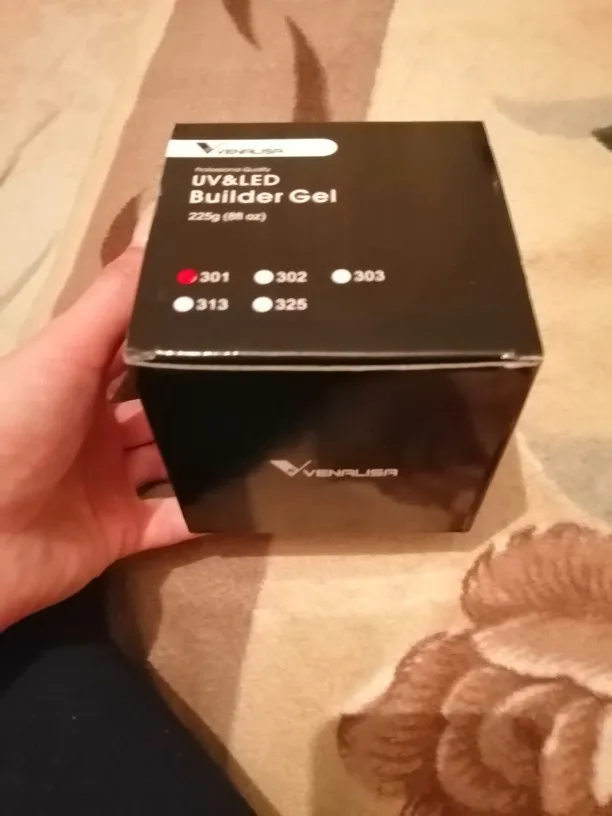 VENALISA
Professional Quality
UV&LED
Builder Gel
225g (8fl oz)
301 302 303
313 325
VENALISA